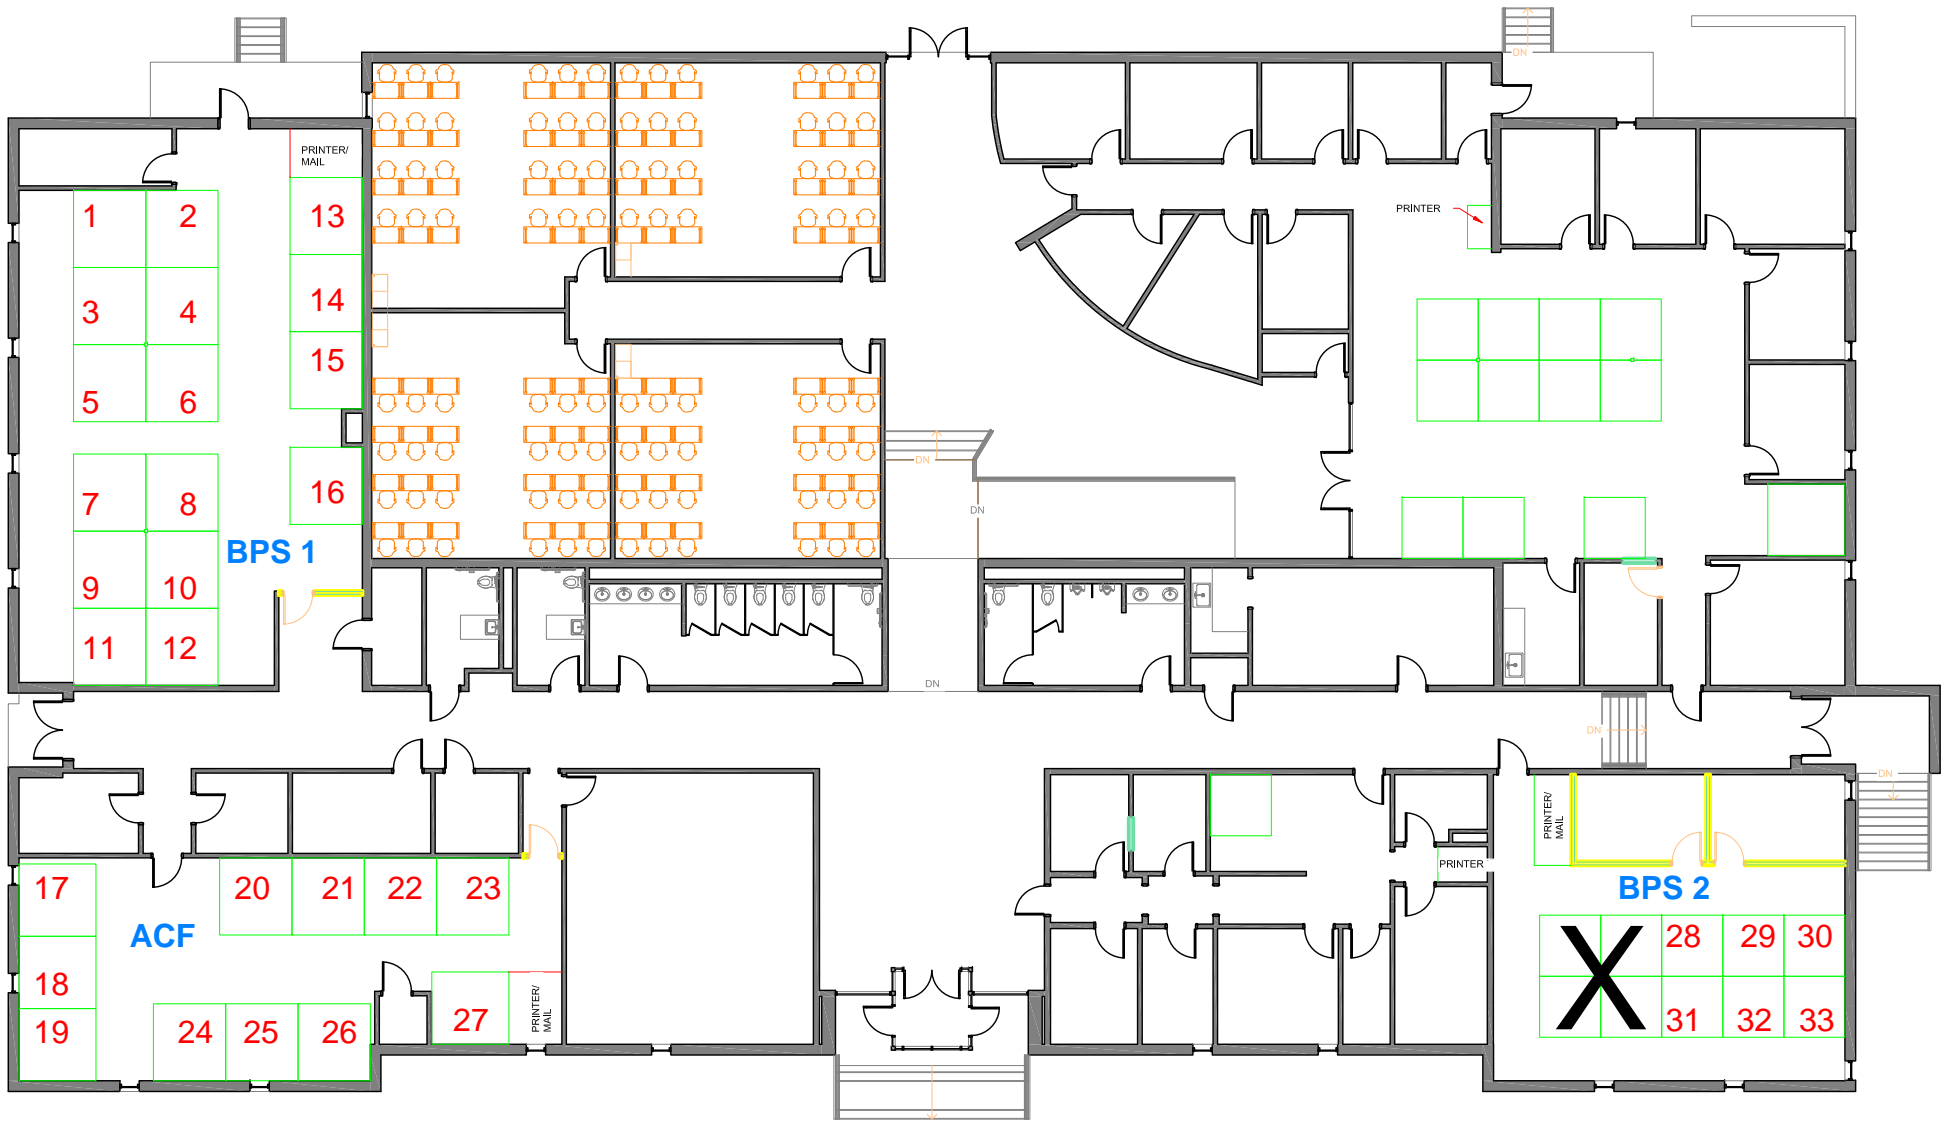 DN
PRINTER/
MAIL
1 2 13
PRINTER
3 4 14
15
5 6
DN
7 8 16
DN
BPS 1
9 10
11 12
DN
DN
DN
PRINTER/
MAIL
PRINTER
17 20 21 22 23
BPS 2
ACF
X 28 29 30
18
19 24 25 26 27
PRINTER/
MAIL
31 32 33